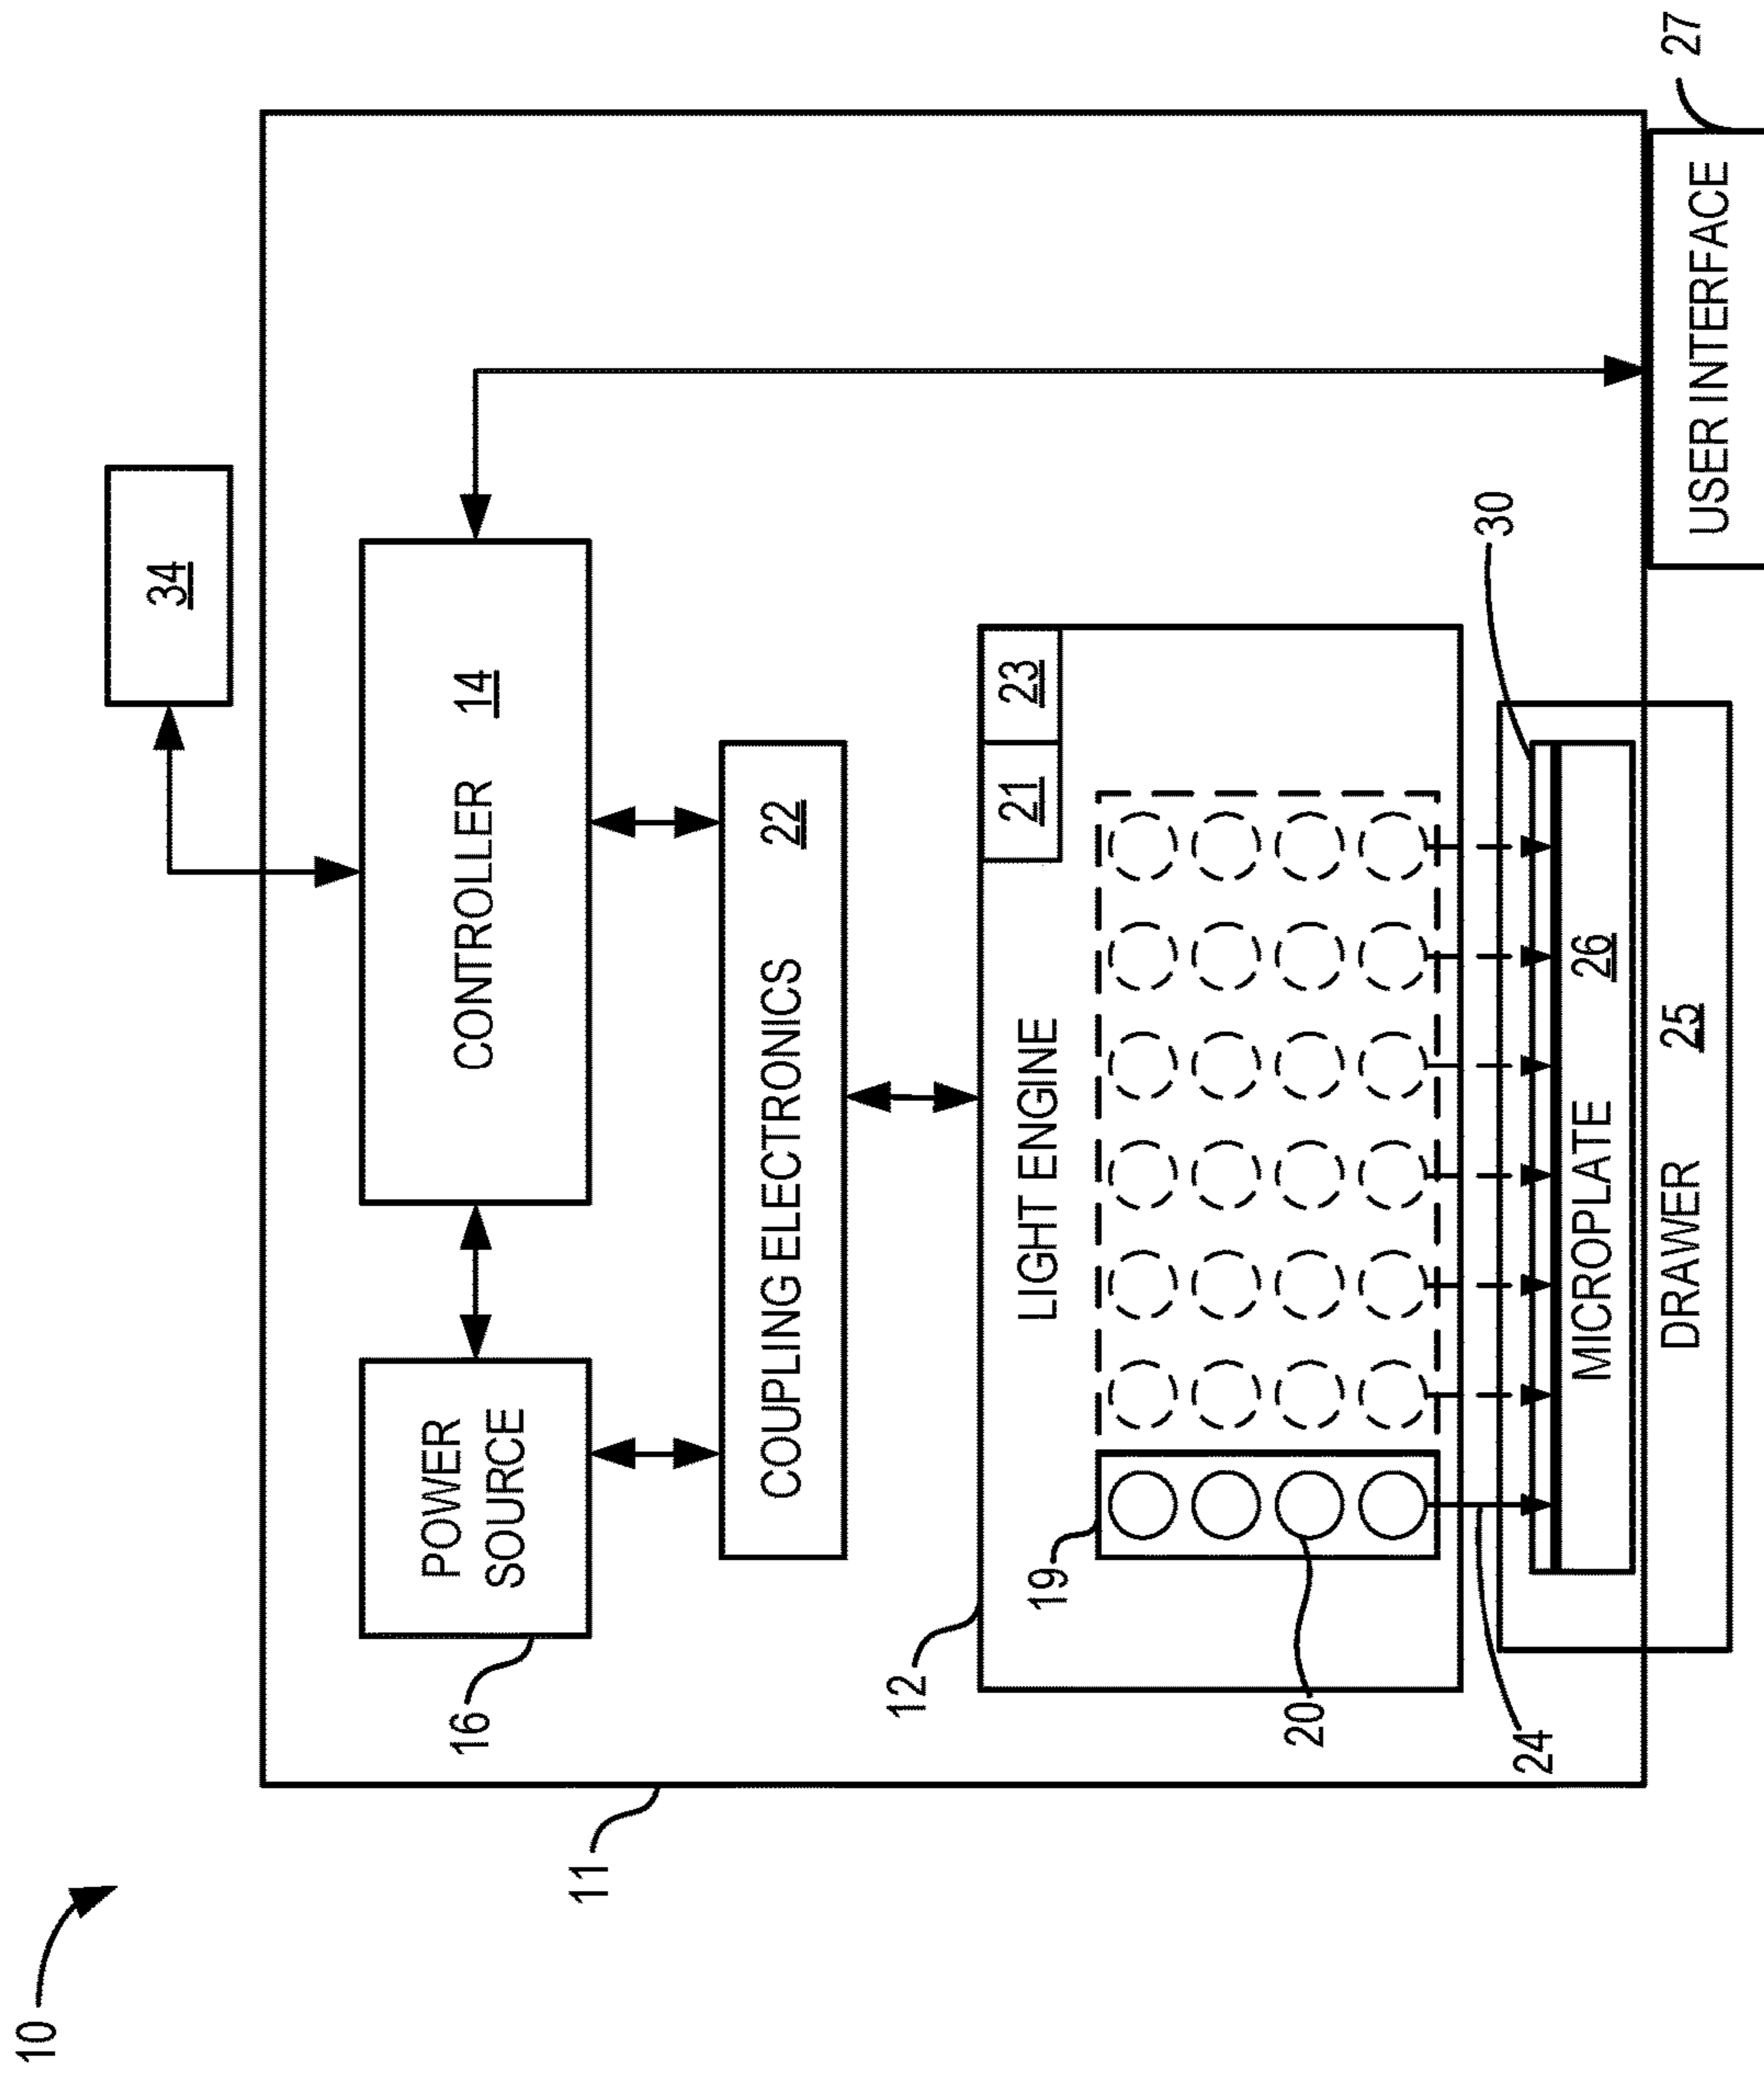 10
11
34
CONTROLLER 14
POWER
SOURCE
16
COUPLING ELECTRONICS 22
12
LIGHT ENGINE
21 23
19
20
24
30
MICROPLATE 26
DRAWER 25
USER INTERFACE
27